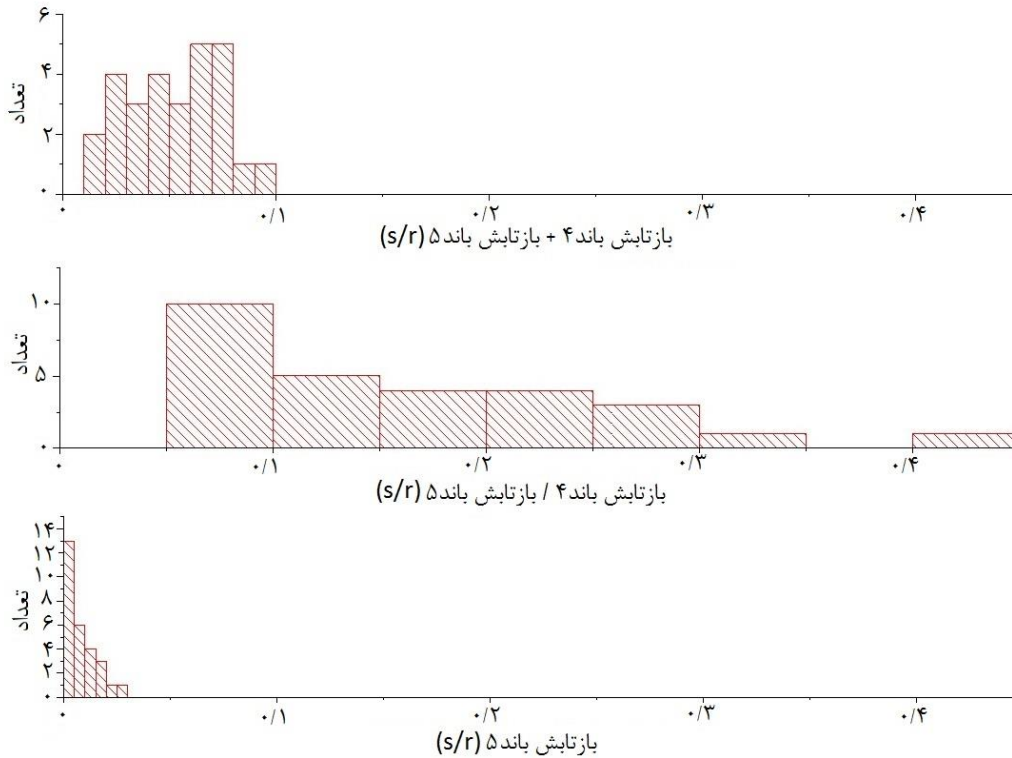 ۶
۴
۲
۰
تعداد
۰ ۰/۱ ۰/۲ ۰/۳ ۰/۴
بازتابش باند۴ + بازتابش باند۵ (s/r)
۱۰
۵
۰
تعداد
۰ ۰/۱ ۰/۲ ۰/۳ ۰/۴
بازتابش باند۴ / بازتابش باند۵ (s/r)
۱۴
۱۲
۱۰
۸
۶
۴
۲
۰
تعداد
۰ ۰/۱ ۰/۲ ۰/۳ ۰/۴
بازتابش باند۵ (s/r)